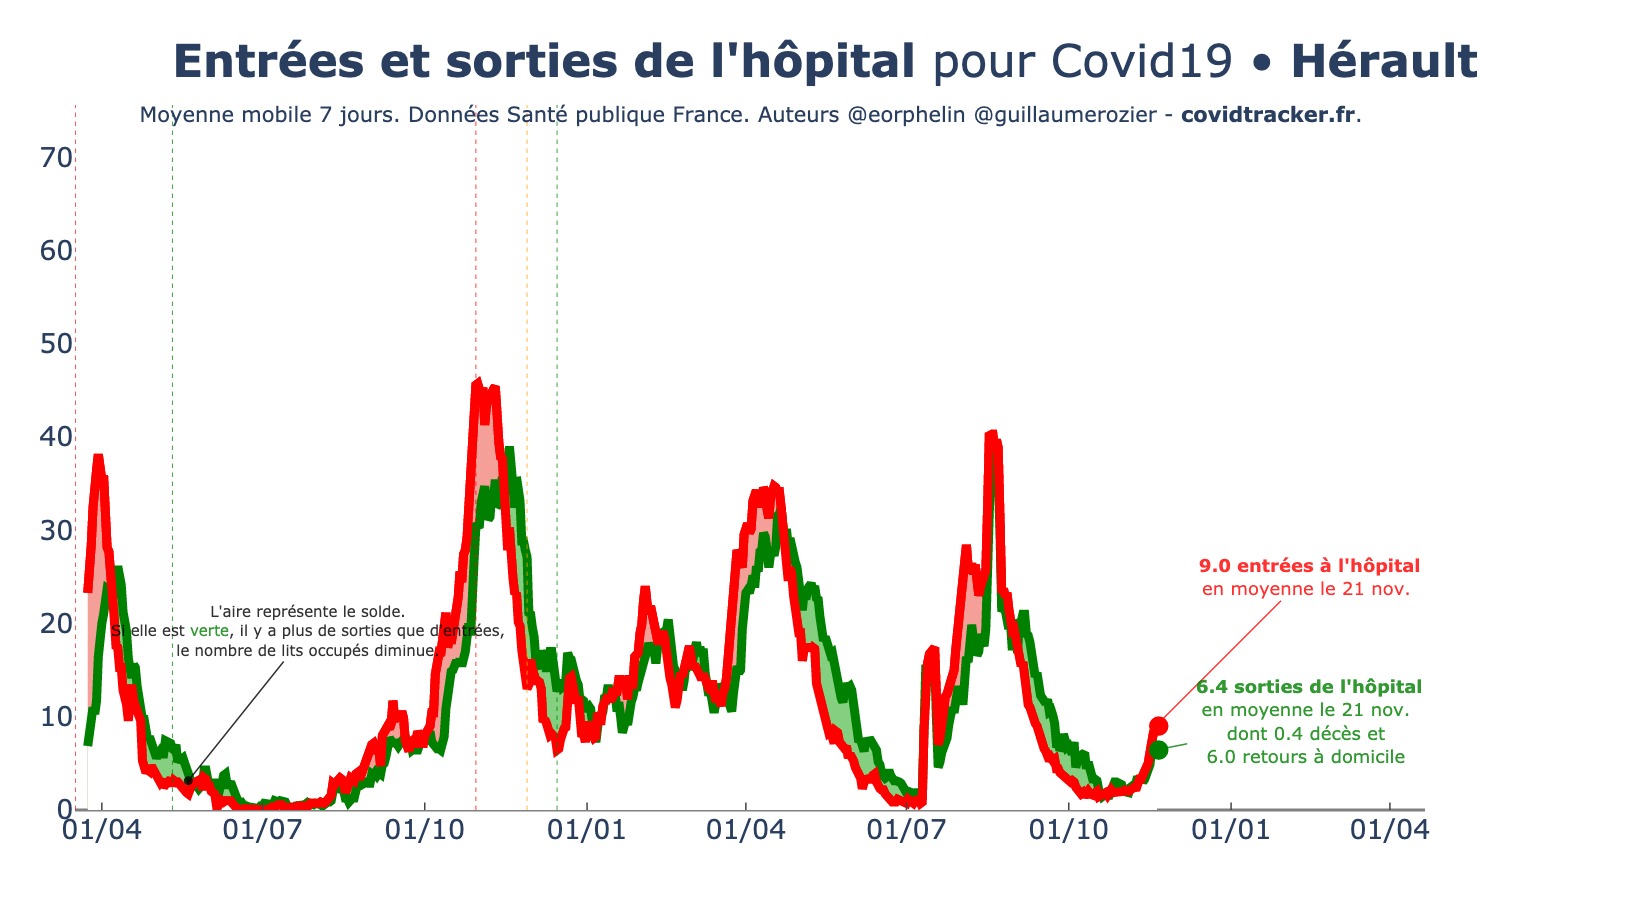 Entrées et sorties de l'hôpital pour Covid19 • Hérault
Moyenne mobile 7 jours. Données Santé publique France. Auteurs @eorphelin @guillaumerozier - covidtracker.fr.
70
60
50
40
30
20
10
0
L'aire représente le solde.
Si elle est verte, il y a plus de sorties que d'entrées,
le nombre de lits occupés diminue.
9.0 entrées à l'hôpital
en moyenne le 21 nov.
6.4 sorties de l'hôpital
en moyenne le 21 nov.
dont 0.4 décès et
6.0 retours à domicile
01/04 01/07 01/10 01/01 01/04 01/07 01/10 01/01 01/04